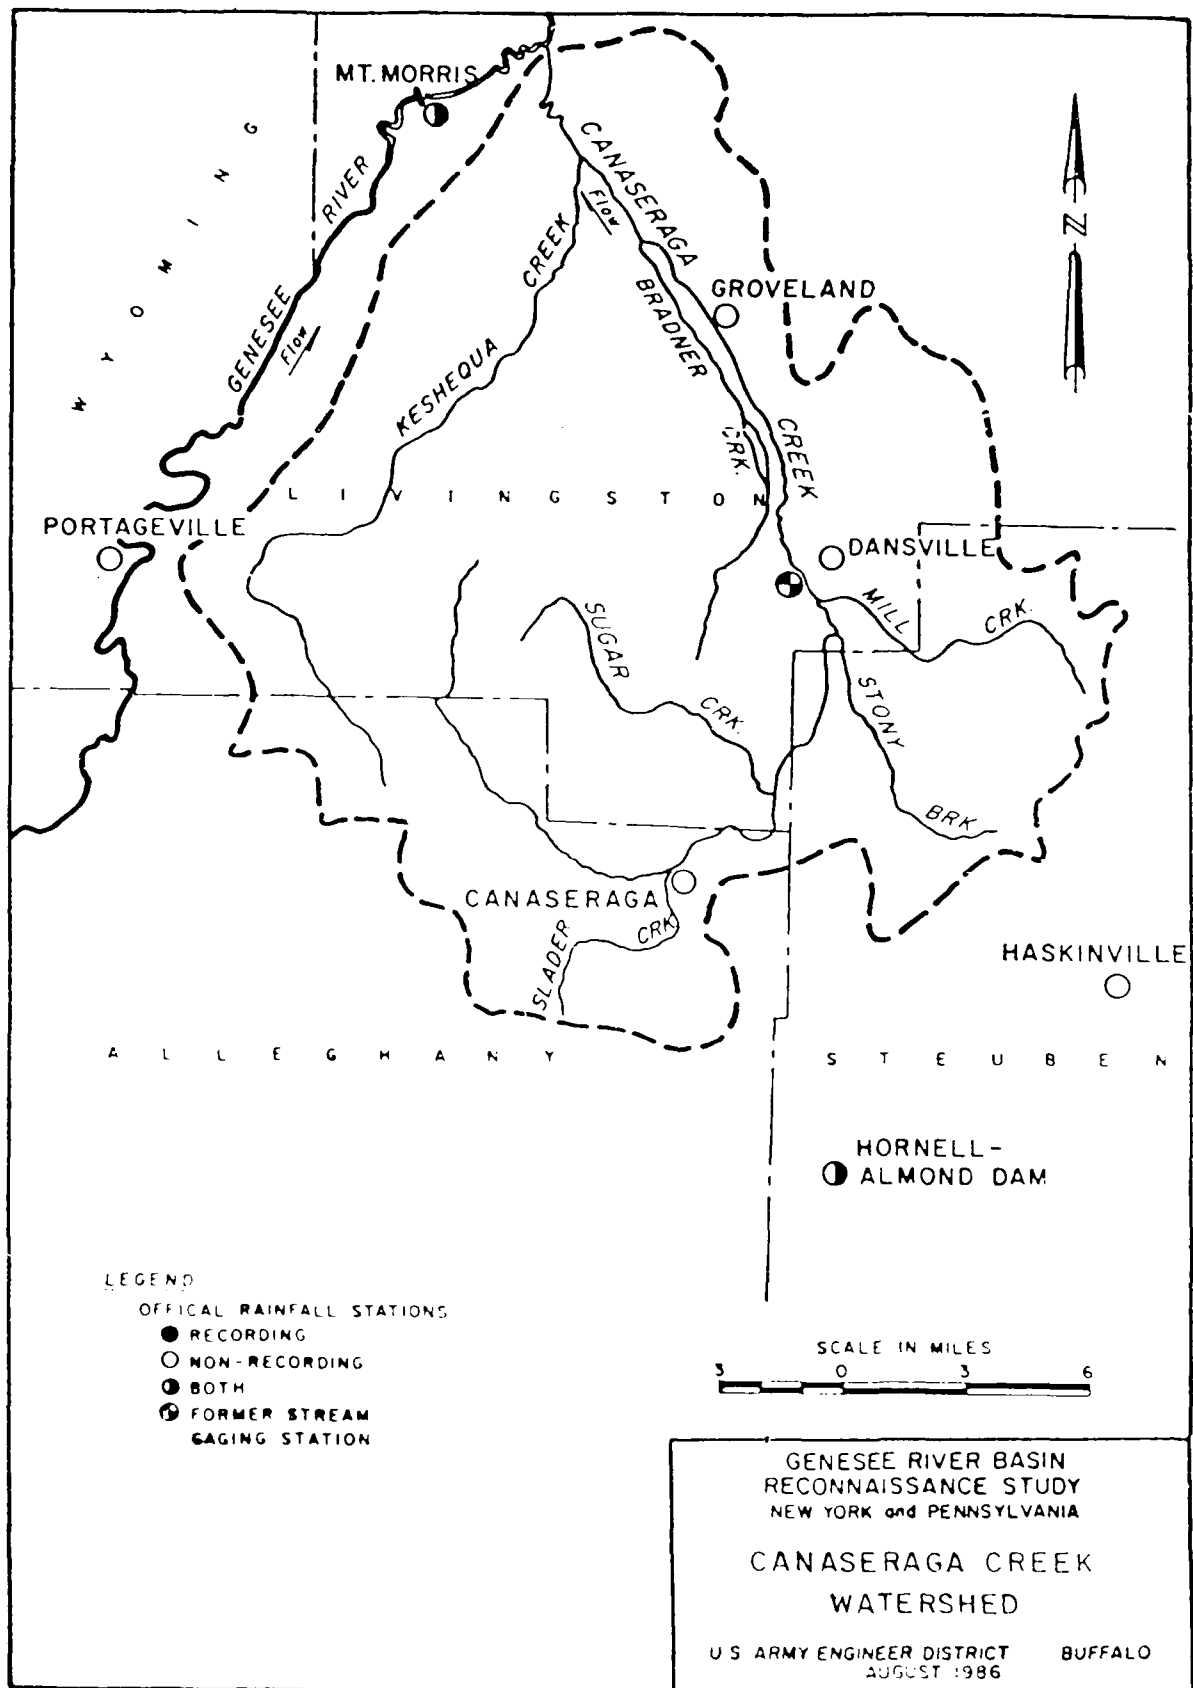 MT. MORRIS
WYOMING
GENESEE RIVER
Flow
CANASERAGA CREEK
Flow
KESHEQUA CREEK
BRADNER CRK.
GROVELAND
N
LIVINGSTON
PORTAGEVILLE
DANSVILLE
MILL CRK.
SUGAR CRK.
STONY BRK
CANASERAGA
SLADER CRK
HASKINVILLE
ALLEGHANY
STEUBEN
HORNELL-
ALMOND DAM
LEGEND
OFFICAL RAINFALL STATIONS
RECORDING
NON-RECORDING
BOTH
FORMER STREAM
GAGING STATION
SCALE IN MILES
3 0 3 6
GENESEE RIVER BASIN
RECONNAISSANCE STUDY
NEW YORK and PENNSYLVANIA
CANASERAGA CREEK
WATERSHED
U S ARMY ENGINEER DISTRICT BUFFALO
AUGUST 1986